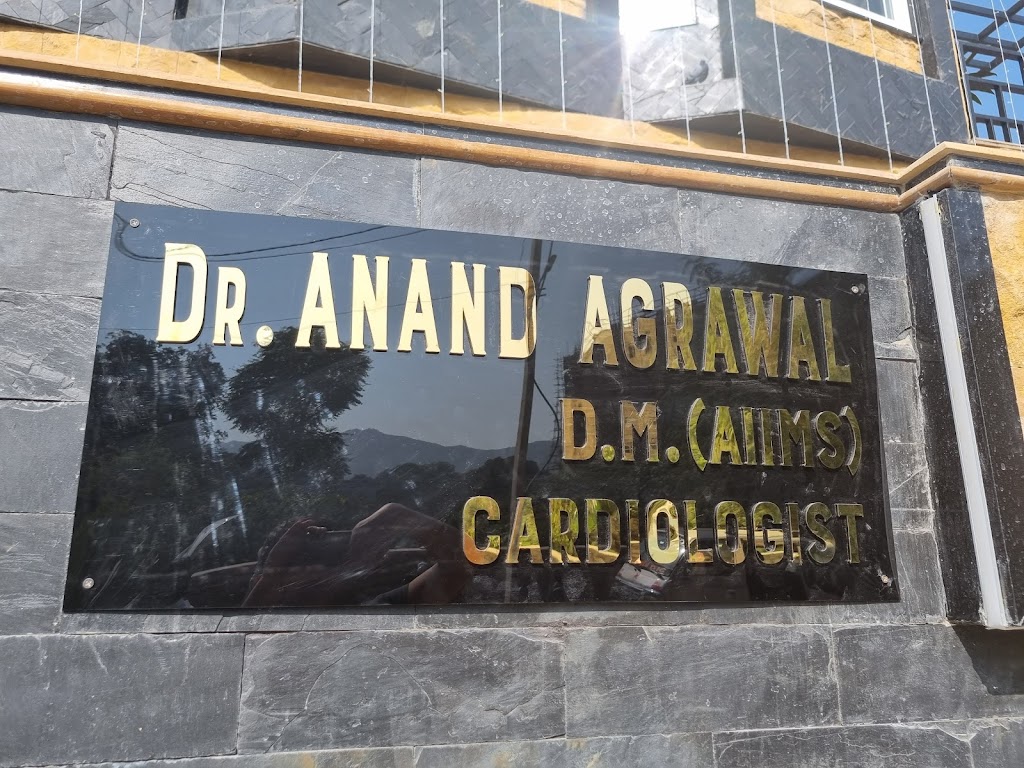 DR. ANAND AGRAWAL
D.M. (AIIMS)
CARDIOLOGIST